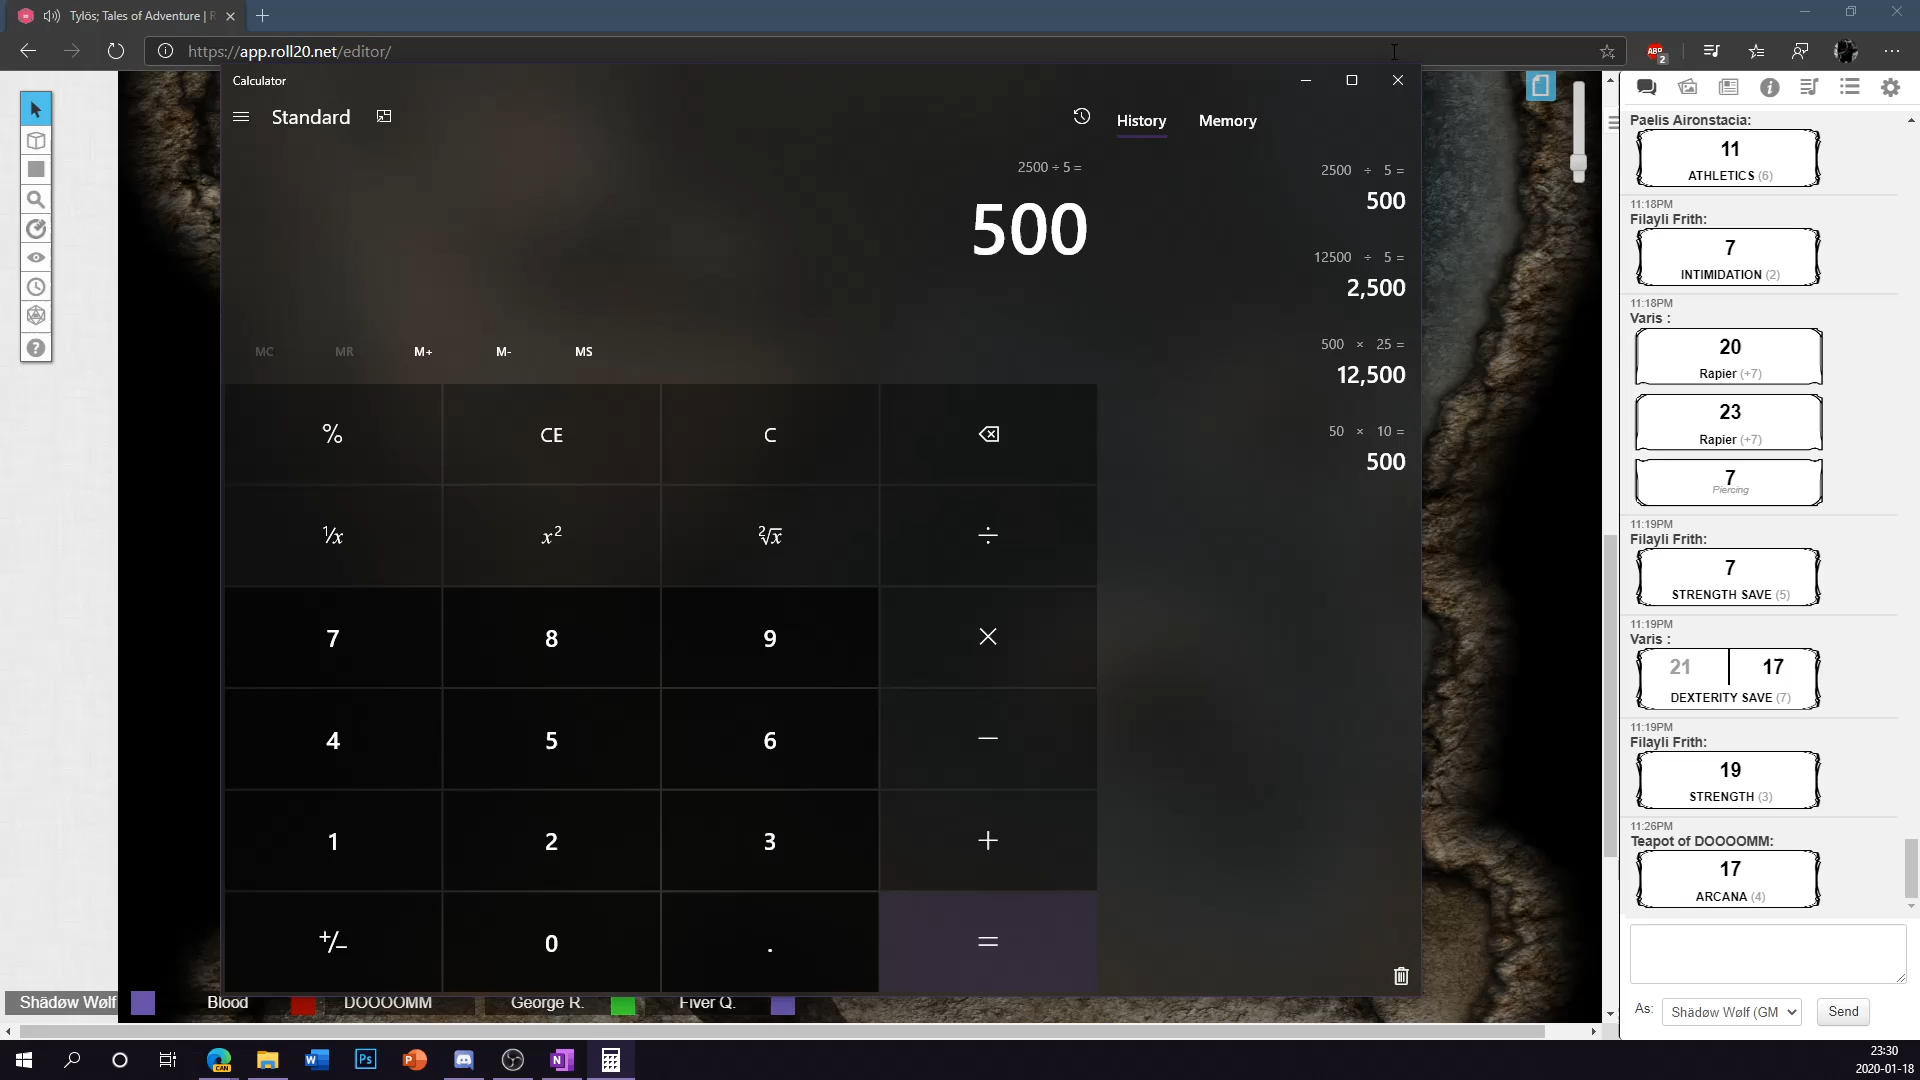 Tylös; Tales of Adventure |
https://app.roll20.net/editor/
ABP
2
Calculator
Standard
History
Memory
2500 ÷ 5 =
500
2500 ÷ 5 =
500
12500 ÷ 5 =
2,500
500 × 25 =
12,500
50 × 10 =
500
MC MR M+ M- MS
% CE C
⅟x x² ²√x ÷
7 8 9 ×
4 5 6 −
1 2 3 +
+/− 0 . =
Paelis Aironstacia:
11
ATHLETICS (6)
11:18PM
Filayli Frith:
7
INTIMIDATION (2)
11:18PM
Varis :
20
Rapier (+7)
23
Rapier (+7)
7
Piercing
11:19PM
Filayli Frith:
7
STRENGTH SAVE (5)
11:19PM
Varis :
21 17
DEXTERITY SAVE (7)
11:19PM
Filayli Frith:
19
STRENGTH (3)
11:26PM
Teapot of DOOOOMM:
17
ARCANA (4)
As: Shädøw Wølf (GM
Send
Shädøw Wølf
Blood
DOOOOMM
George R.
Fiver Q.
CAN
W
Ps
P
N
23:30
2020-01-18